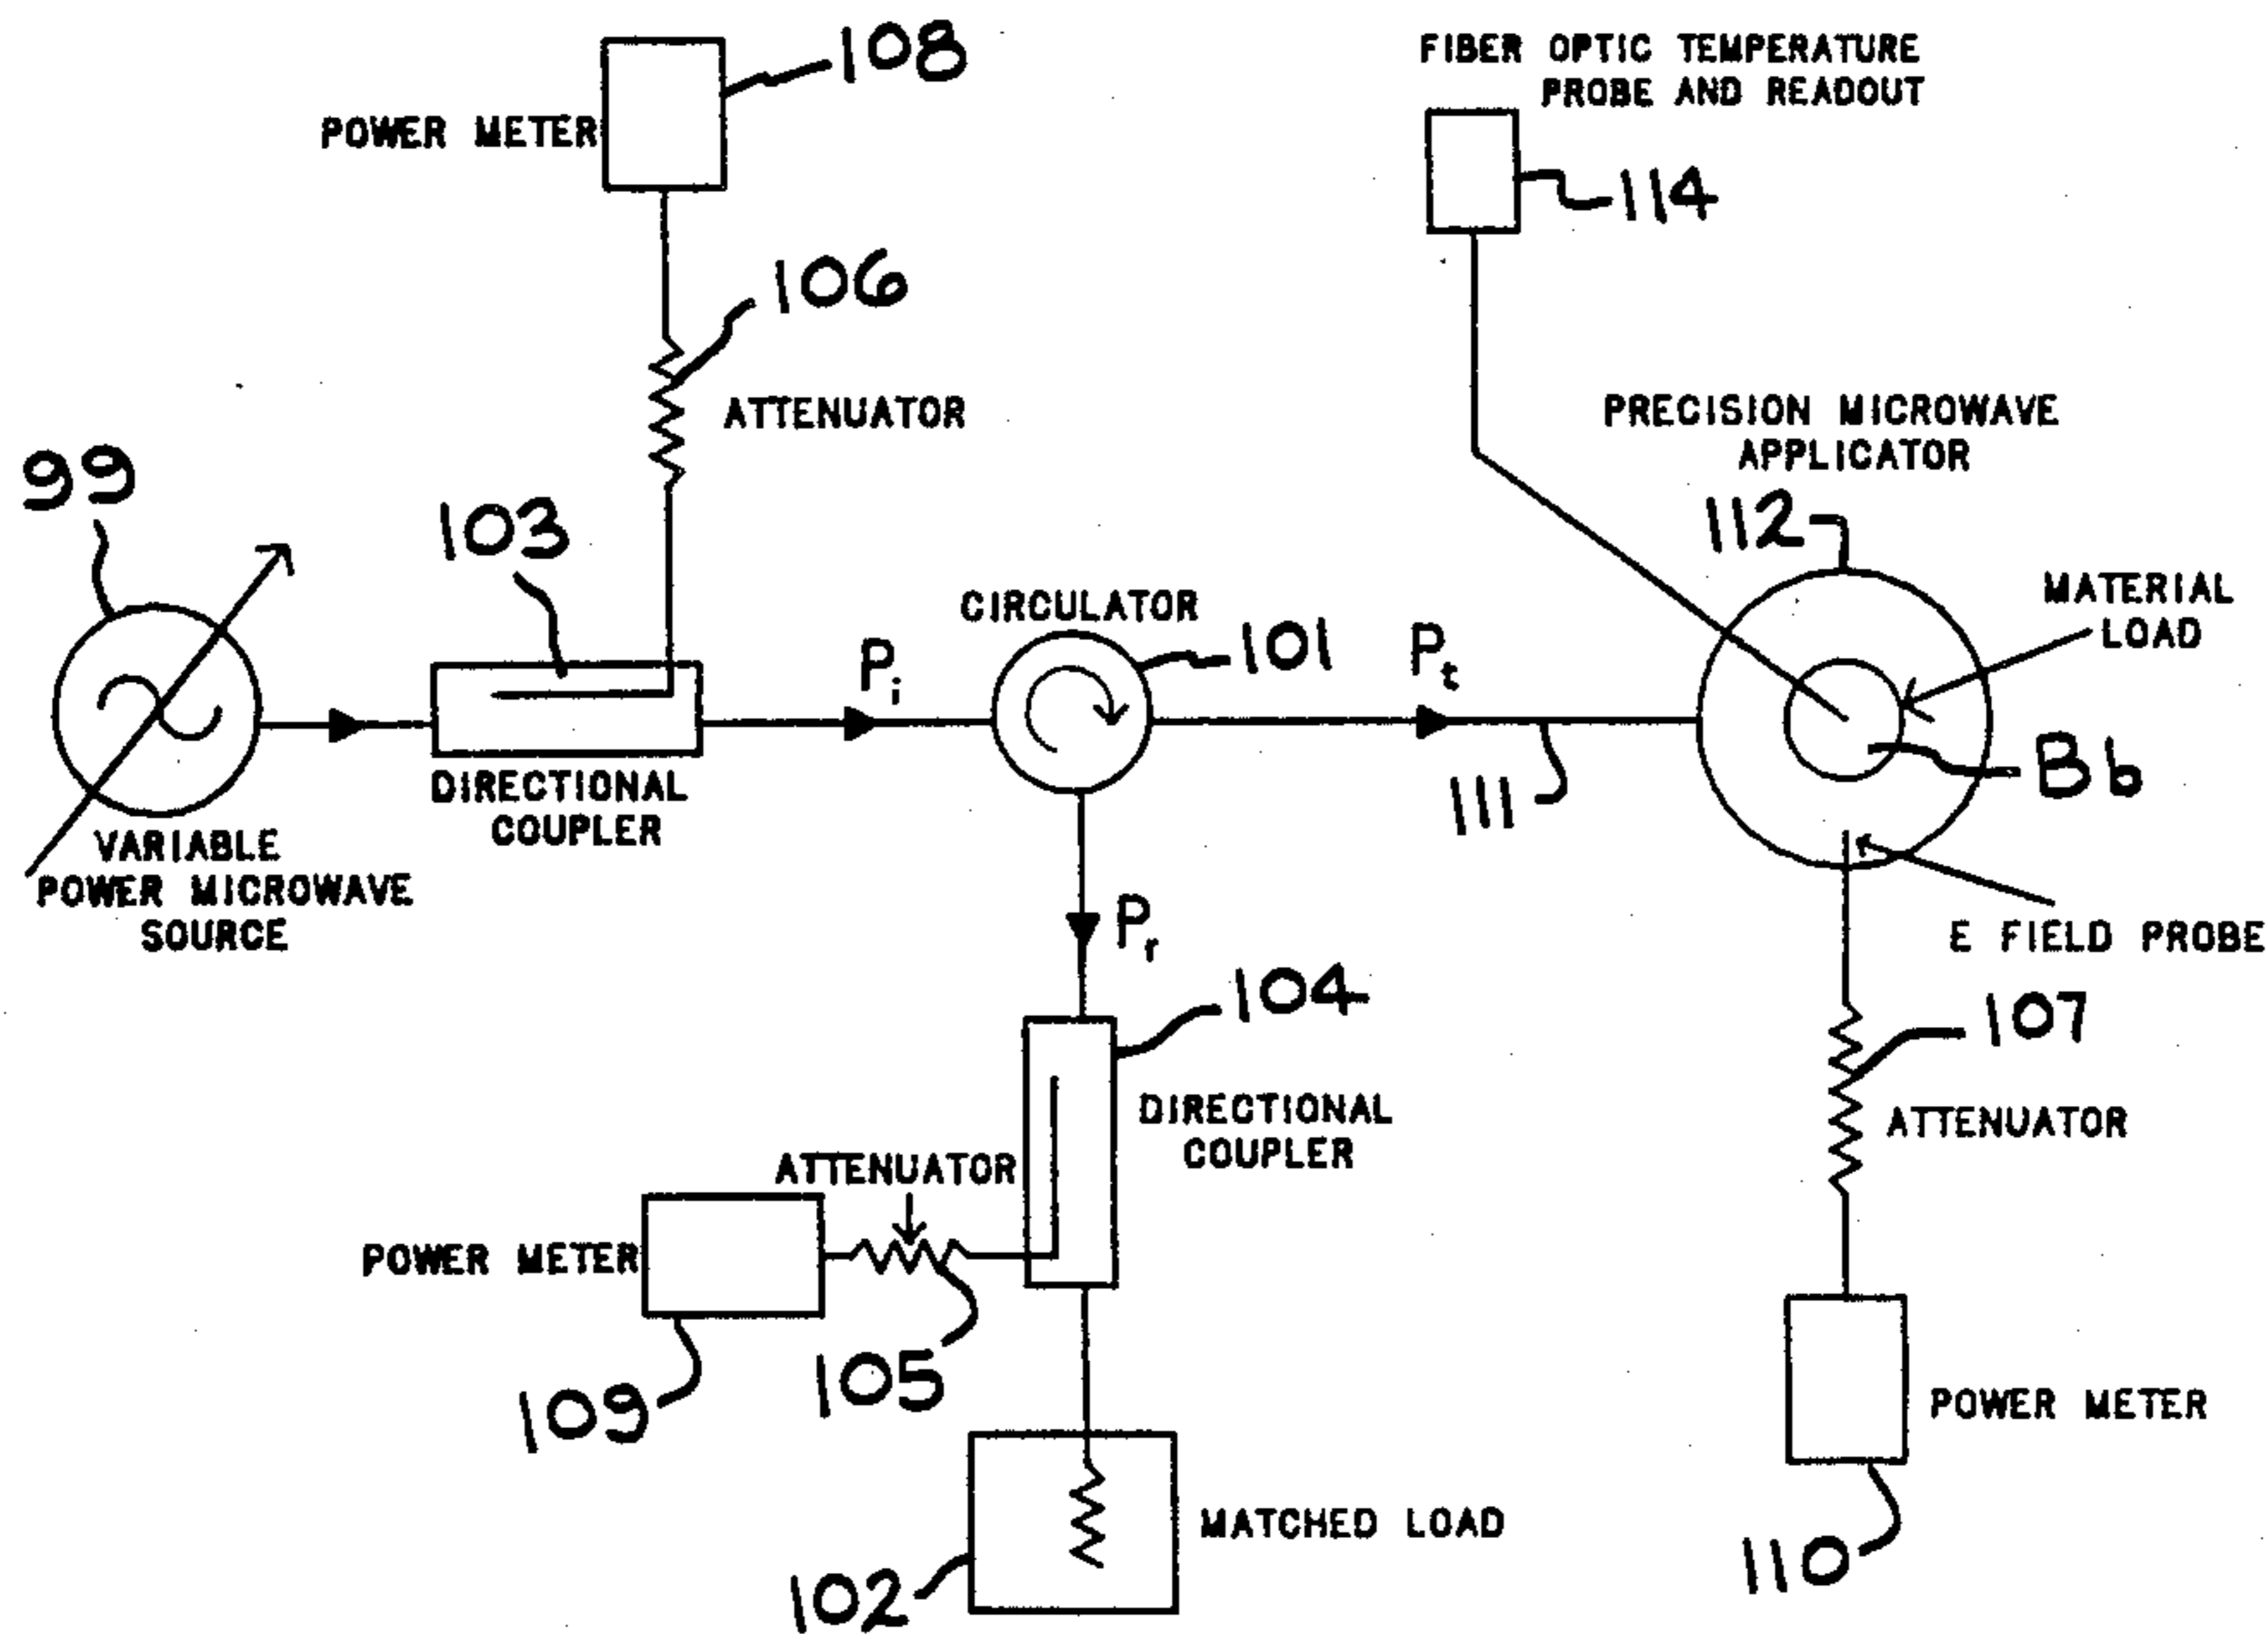 108
FIBER OPTIC TEMPERATURE
PROBE AND READOUT
POWER METER
114
106
ATTENUATOR
PRECISION MICROWAVE
APPLICATOR
99
103
112
CIRCULATOR
101
MATERIAL
LOAD
Pi
Pt
DIRECTIONAL
COUPLER
111
Bb
VARIABLE
POWER MICROWAVE
SOURCE
Pr
E FIELD PROBE
104
107
DIRECTIONAL
COUPLER
ATTENUATOR
ATTENUATOR
POWER METER
105
109
POWER METER
MATCHED LOAD
110
102